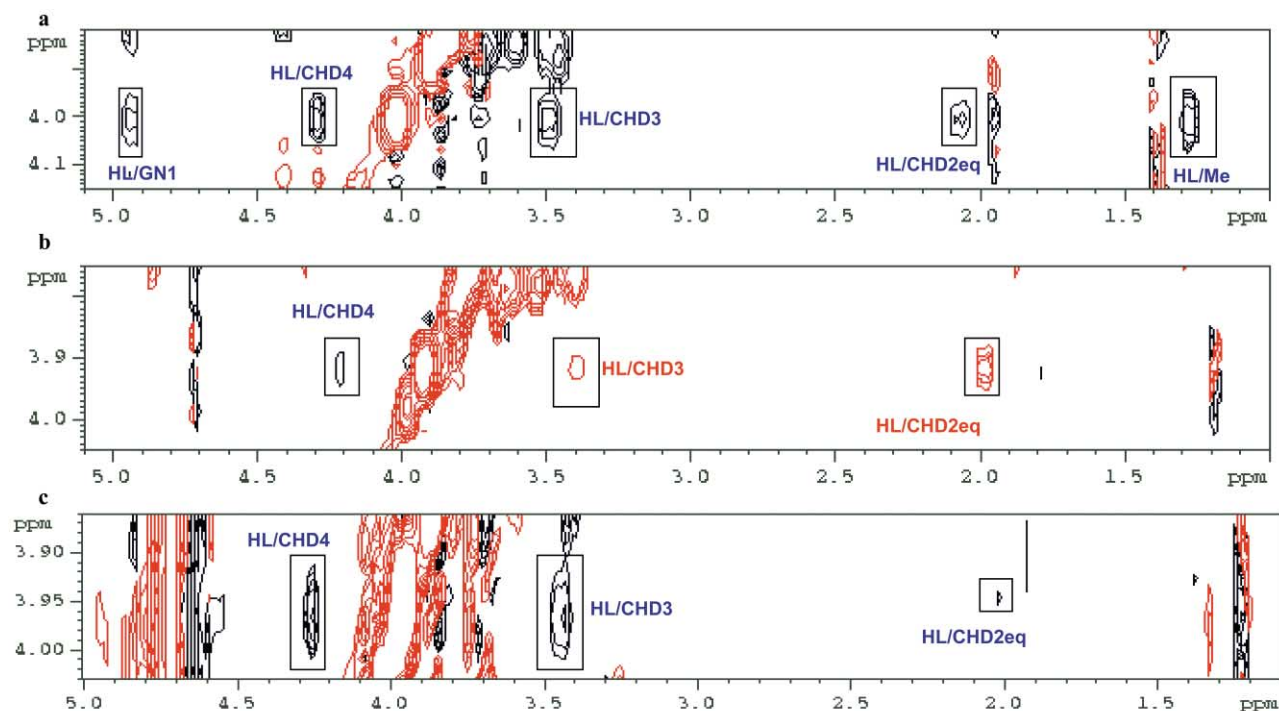 a
ppm
HL/CHD4
4.0
HL/CHD3
4.1
HL/GN1
HL/CHD2eq
HL/Me
5.0 4.5 4.0 3.5 3.0 2.5 2.0 1.5 ppm
b
ppm
HL/CHD4
3.9
HL/CHD3
4.0
HL/CHD2eq
5.0 4.5 4.0 3.5 3.0 2.5 2.0 1.5 ppm
c
ppm
HL/CHD4
3.90
3.95
HL/CHD3
4.00
HL/CHD2eq
5.0 4.5 4.0 3.5 3.0 2.5 2.0 1.5 ppm